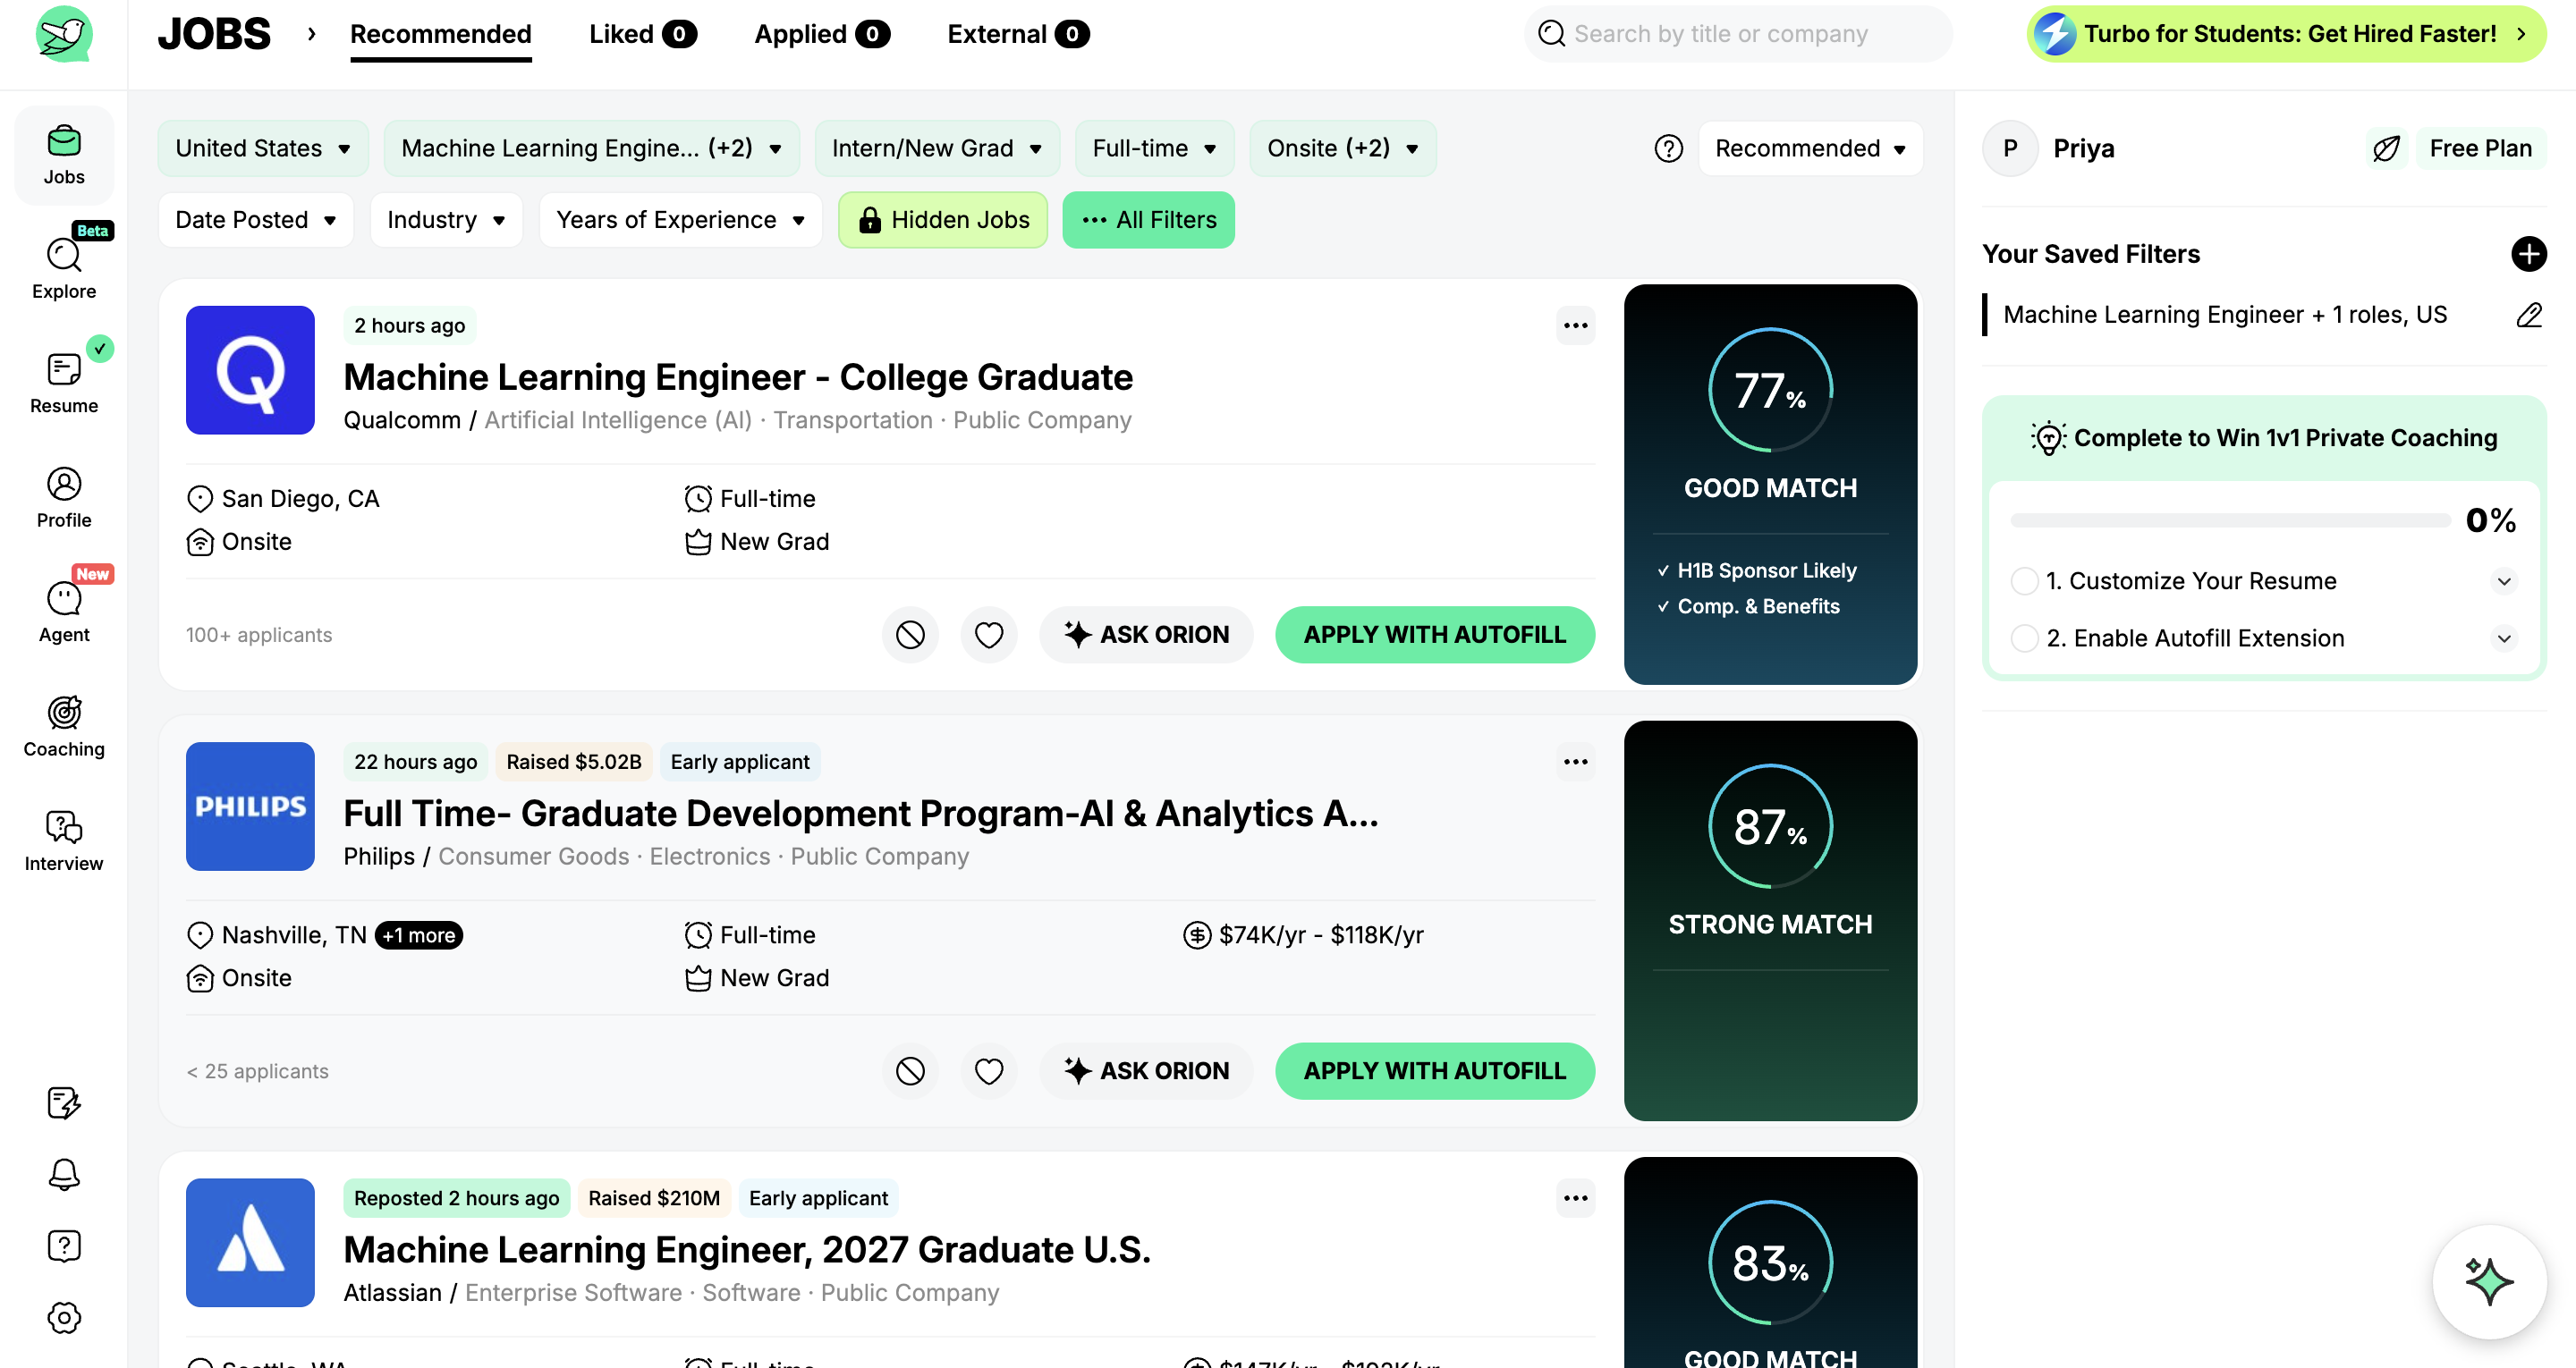 JOBS
Recommended
Liked 0
Applied 0
External 0
Search by title or company
Turbo for Students: Get Hired Faster!
Jobs
Beta
Explore
Resume
Profile
New
Agent
Coaching
Interview
United States
Machine Learning Engine... (+2)
Intern/New Grad
Full-time
Onsite (+2)
Recommended
Date Posted
Industry
Years of Experience
Hidden Jobs
All Filters
2 hours ago
Machine Learning Engineer - College Graduate
Qualcomm / Artificial Intelligence (AI) · Transportation · Public Company
San Diego, CA
Full-time
Onsite
New Grad
100+ applicants
ASK ORION
APPLY WITH AUTOFILL
77%
GOOD MATCH
✓ H1B Sponsor Likely
✓ Comp. & Benefits
PHILIPS
22 hours ago
Raised $5.02B
Early applicant
Full Time- Graduate Development Program-AI & Analytics A...
Philips / Consumer Goods · Electronics · Public Company
Nashville, TN +1 more
Full-time
$74K/yr - $118K/yr
Onsite
New Grad
< 25 applicants
ASK ORION
APPLY WITH AUTOFILL
87%
STRONG MATCH
Reposted 2 hours ago
Raised $210M
Early applicant
Machine Learning Engineer, 2027 Graduate U.S.
Atlassian / Enterprise Software · Software · Public Company
Seattle, WA
Full-time
83%
GOOD MATCH
P
Priya
Free Plan
Your Saved Filters
Machine Learning Engineer + 1 roles, US
Complete to Win 1v1 Private Coaching
0%
1. Customize Your Resume
2. Enable Autofill Extension